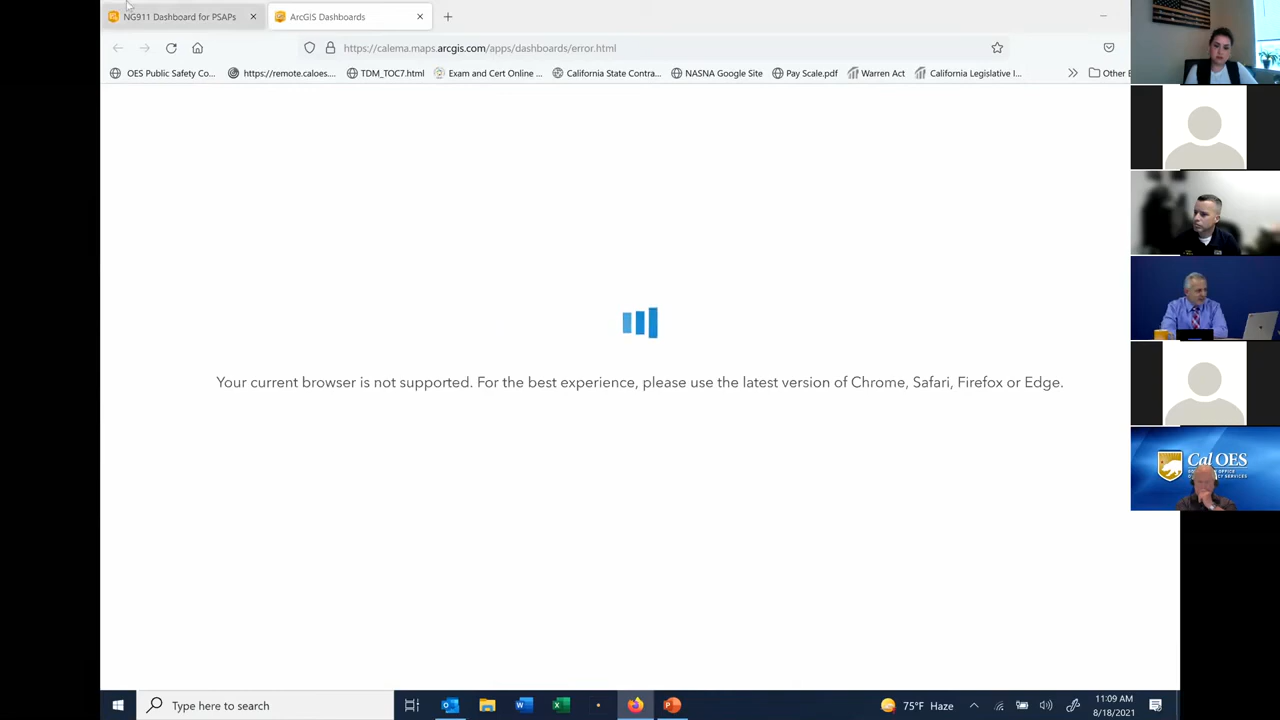 NG911 Dashboard for PSAPs
ArcGIS Dashboards
https://calema.maps.arcgis.com/apps/dashboards/error.html
OES Public Safety Co...
https://remote.caloes....
TDM_TOC7.html
Exam and Cert Online ...
California State Contra...
NASNA Google Site
Pay Scale.pdf
Warren Act
California Legislative I...
Other
Your current browser is not supported. For the best experience, please use the latest version of Chrome, Safari, Firefox or Edge.
Cal OES
Type here to search
75°F Haze
11:09 AM
8/18/2021